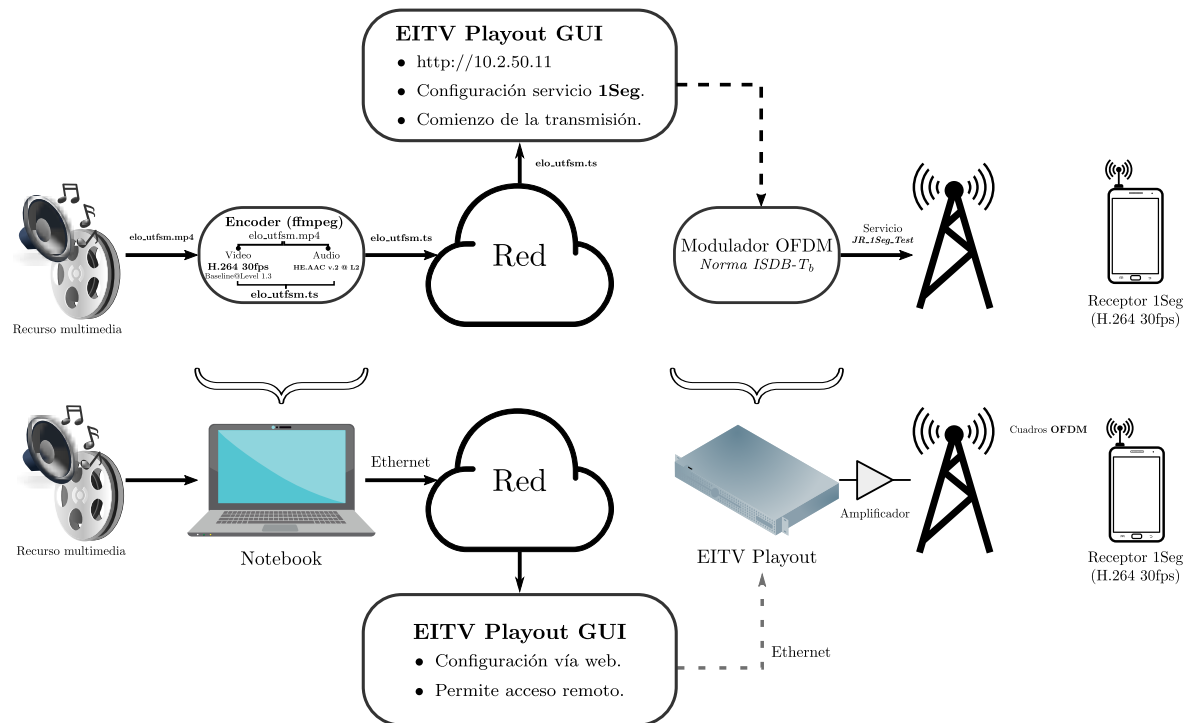 EITV Playout GUI
• http://10.2.50.11
• Configuración servicio 1Seg.
• Comienzo de la transmisión.
elo_utfsm.ts
elo_utfsm.mp4
Encoder (ffmpeg)
elo_utfsm.mp4
Video
Audio
H.264 30fps
HE.AAC v.2 @ L2
Baseline@Level 1.3
elo_utfsm.ts
elo_utfsm.ts
Red
Modulador OFDM
Norma ISDB-Tb
Servicio
JR_1Seg_Test
Recurso multimedia
Receptor 1Seg
(H.264 30fps)
Ethernet
Red
Cuadros OFDM
Amplificador
Recurso multimedia
Notebook
EITV Playout
Receptor 1Seg
(H.264 30fps)
EITV Playout GUI
• Configuración vía web.
• Permite acceso remoto.
Ethernet